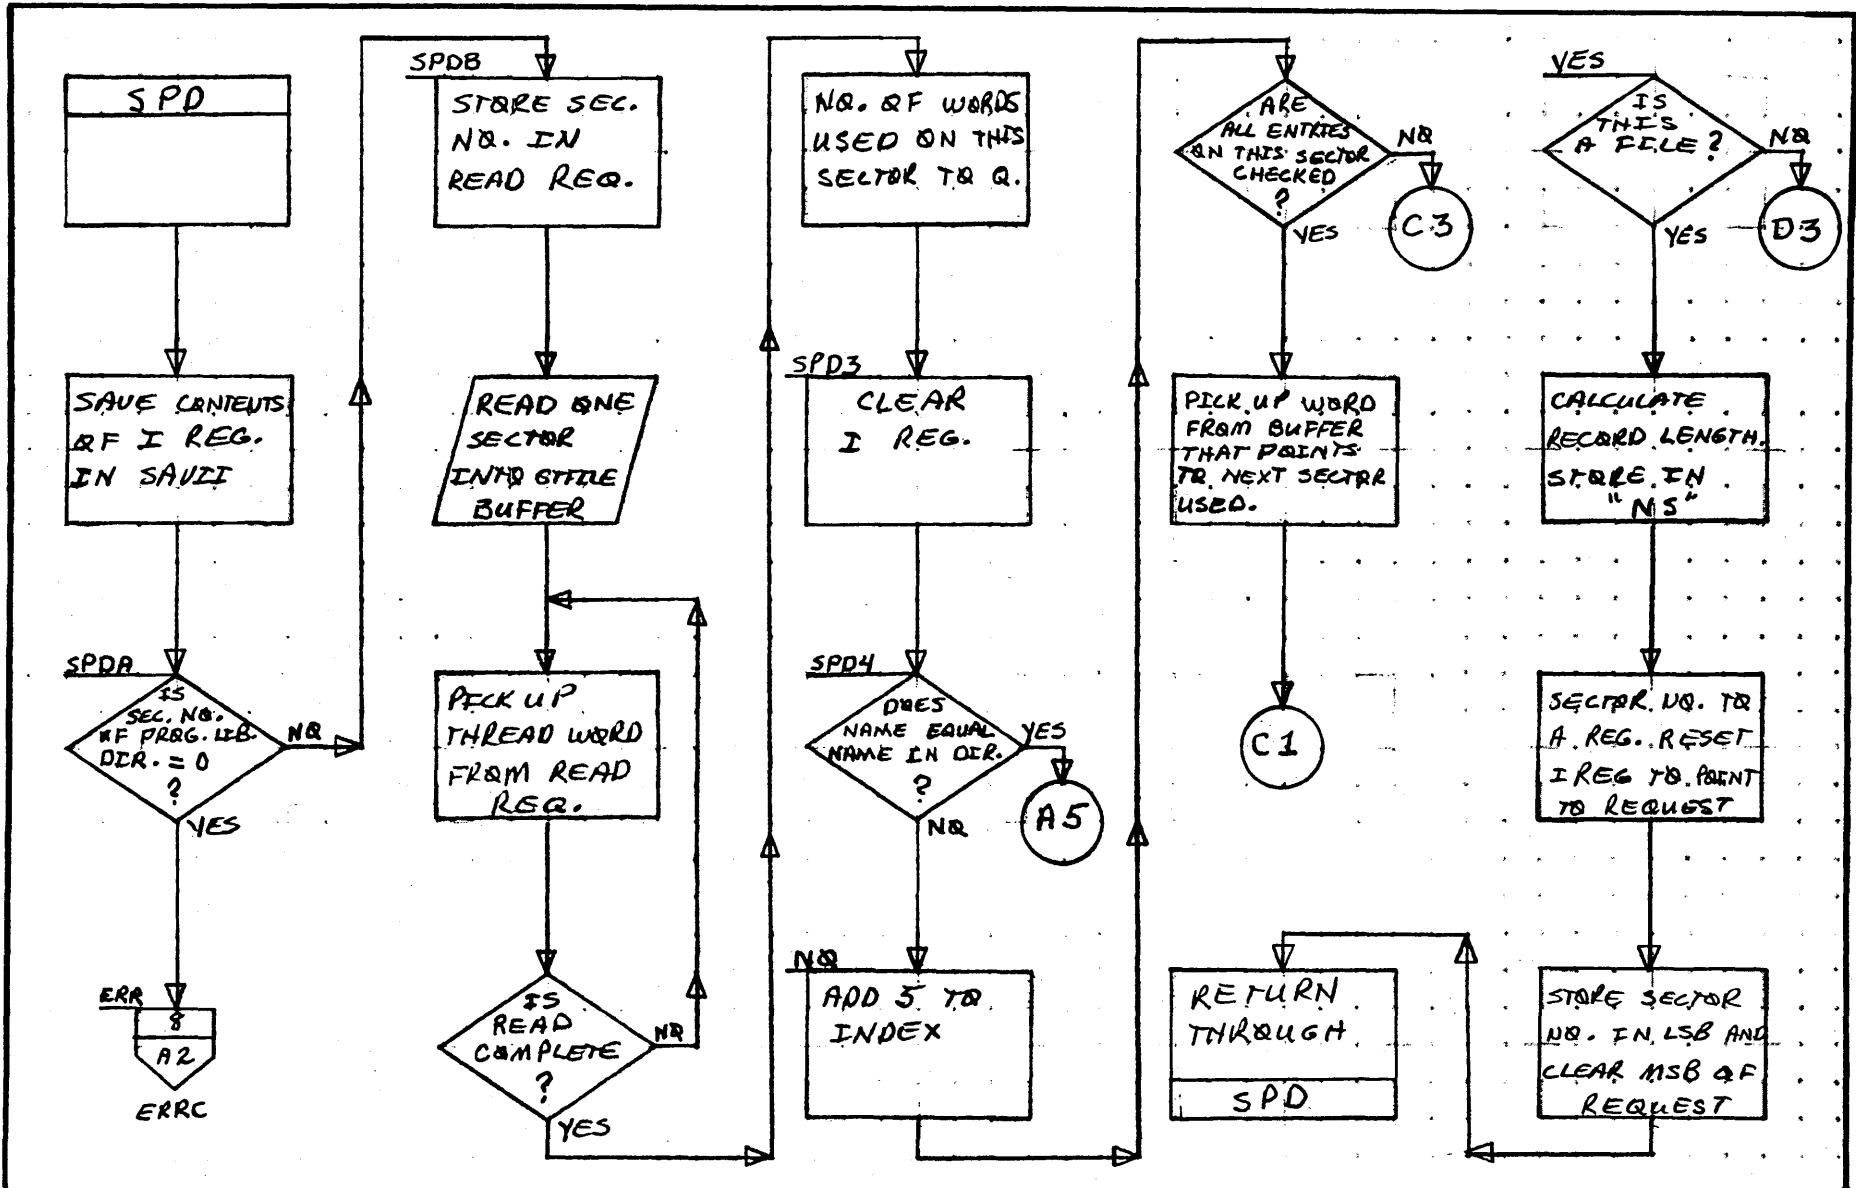 SPD
SAVE CONTENTS
OF I REG.
IN SAVII
SPDA
IS
SEC. NO.
OF PROG. LIB.
DIR. = 0
?
NO
YES
ERR
8
A2
ERRC
SPDB
STORE SEC.
NO. IN
READ REQ.
READ ONE
SECTOR
INTO GTFILE
BUFFER
PICK UP
THREAD WORD
FROM READ
REQ.
IS
READ
COMPLETE
?
NO
YES
NO. OF WORDS
USED ON THIS
SECTOR TO Q.
SPD3
CLEAR
I REG.
SPD4
DOES
NAME EQUAL
NAME IN DIR.
?
YES
A5
NO
NO
ADD 5 TO
INDEX
ARE
ALL ENTRIES
ON THIS SECTOR
CHECKED
?
NO
C3
YES
PICK UP WORD
FROM BUFFER
THAT POINTS
TO NEXT SECTOR
USED.
C1
RETURN
THROUGH
SPD
YES
IS
THIS
A FILE?
NO
D3
YES
CALCULATE
RECORD LENGTH.
STORE IN
"NS"
SECTOR NO. TO
A REG. RESET
I REG TO POINT
TO REQUEST
STORE SECTOR
NO. IN LSB AND
CLEAR MSB OF
REQUEST